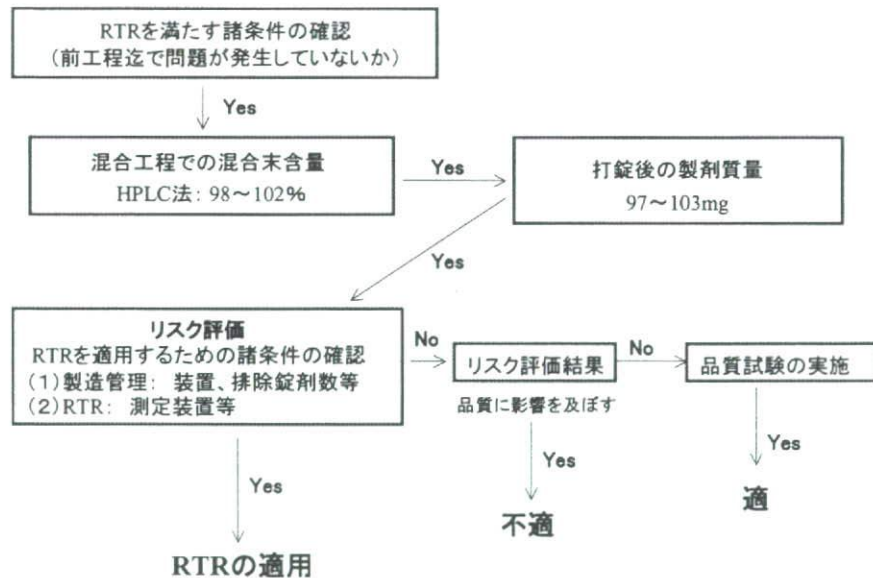 RTRを満たす諸条件の確認
(前工程迄で問題が発生していないか)
Yes
混合工程での混合末含量
HPLC法: 98～102%
Yes
打錠後の製剤質量
97～103mg
Yes
リスク評価
RTRを適用するための諸条件の確認
(1)製造管理: 装置、排除錠剤数等
(2)RTR: 測定装置等
No
リスク評価結果
品質に影響を及ぼす
No
品質試験の実施
Yes
Yes
Yes
適
不適
RTRの適用